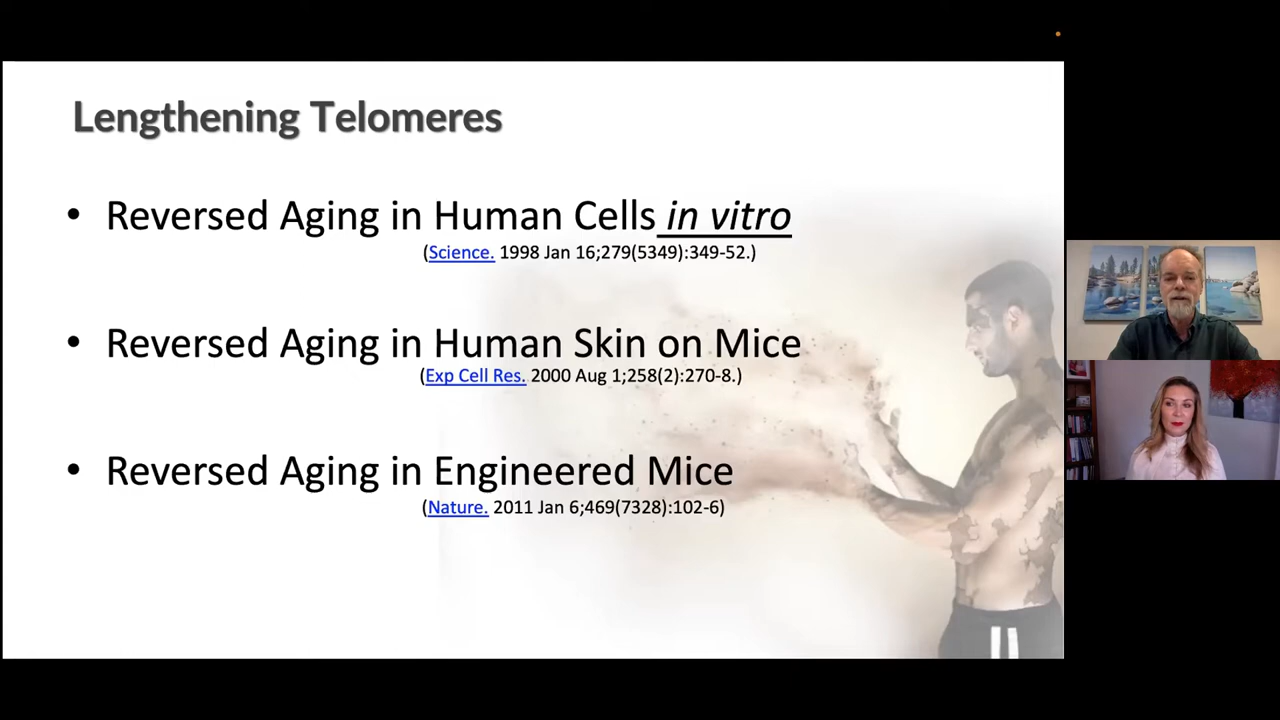 Lengthening Telomeres
• Reversed Aging in Human Cells in vitro
(Science. 1998 Jan 16;279(5349):349-52.)
• Reversed Aging in Human Skin on Mice
(Exp Cell Res. 2000 Aug 1;258(2):270-8.)
• Reversed Aging in Engineered Mice
(Nature. 2011 Jan 6;469(7328):102-6)